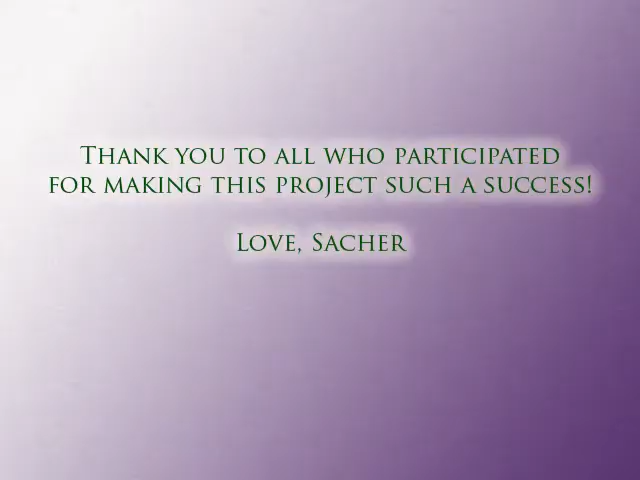 Thank you to all who participated
for making this project such a success!
Love, Sacher